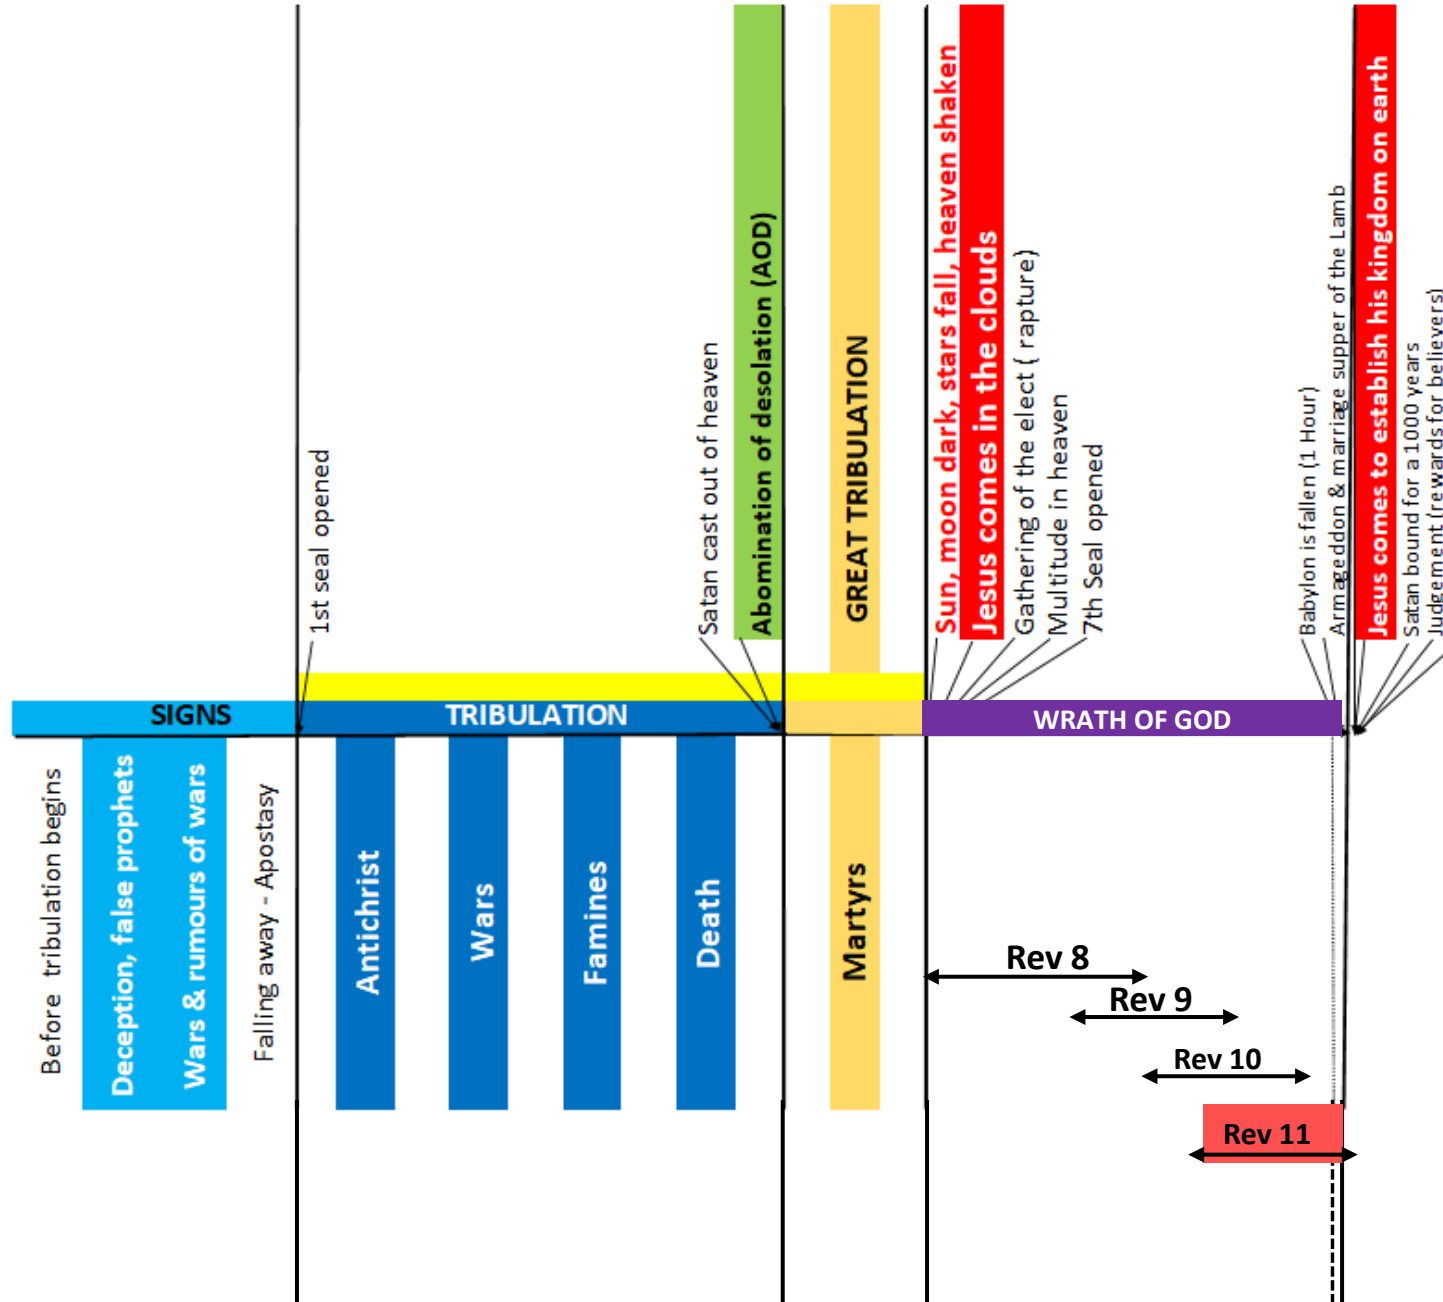 1st seal opened
Satan cast out of heaven
Abomination of desolation (AOD)
GREAT TRIBULATION
Sun, moon dark, stars fall, heaven shaken
Jesus comes in the clouds
Gathering of the elect ( rapture)
Multitude in heaven
7th Seal opened
Babylon is fallen (1 Hour)
Armageddon & marriage supper of the Lamb
Jesus comes to establish his kingdom on earth
Satan bound for a 1000 years
Judgement (rewards for believers)
SIGNS
TRIBULATION
WRATH OF GOD
Before tribulation begins
Deception, false prophets
Wars & rumours of wars
Falling away - Apostasy
Antichrist
Wars
Famines
Death
Martyrs
Rev 8
Rev 9
Rev 10
Rev 11